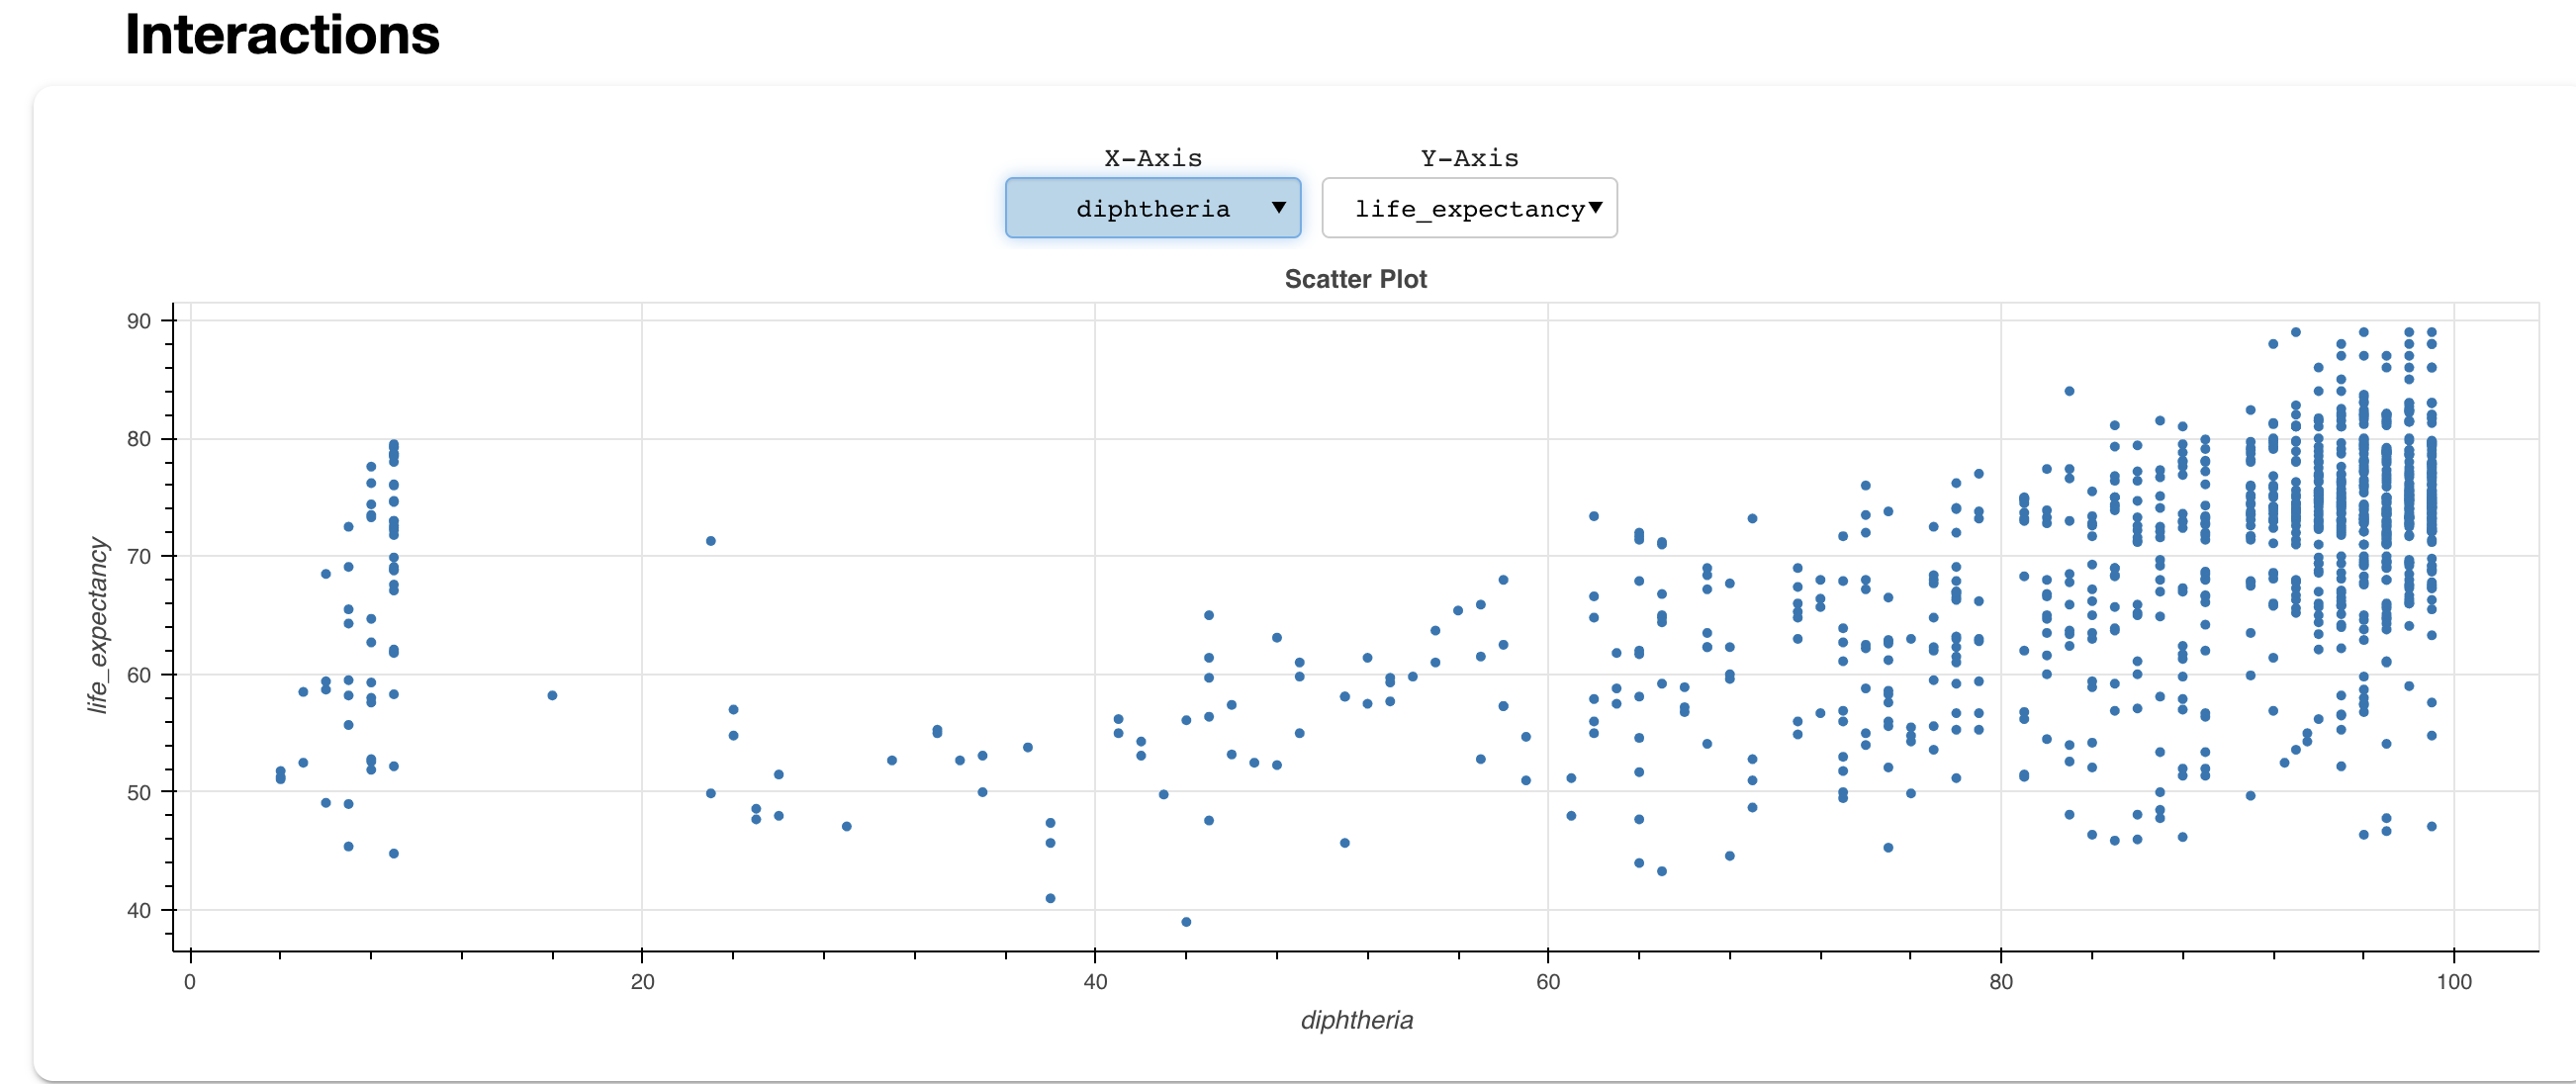 Interactions
X-Axis Y-Axis
diphtheria ▼ life_expectancy▼
Scatter Plot
90
80
70
60
50
40
life_expectancy
0 20 40 60 80 100
diphtheria